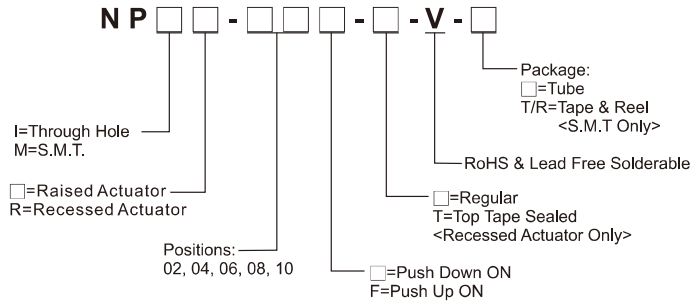 NP□□-□□□-□-V-□
Package:
□=Tube
T/R=Tape & Reel
<S.M.T Only>
I=Through Hole
M=S.M.T.
RoHS & Lead Free Solderable
□=Raised Actuator
R=Recessed Actuator
□=Regular
T=Top Tape Sealed
<Recessed Actuator Only>
Positions:
02, 04, 06, 08, 10
□=Push Down ON
F=Push Up ON